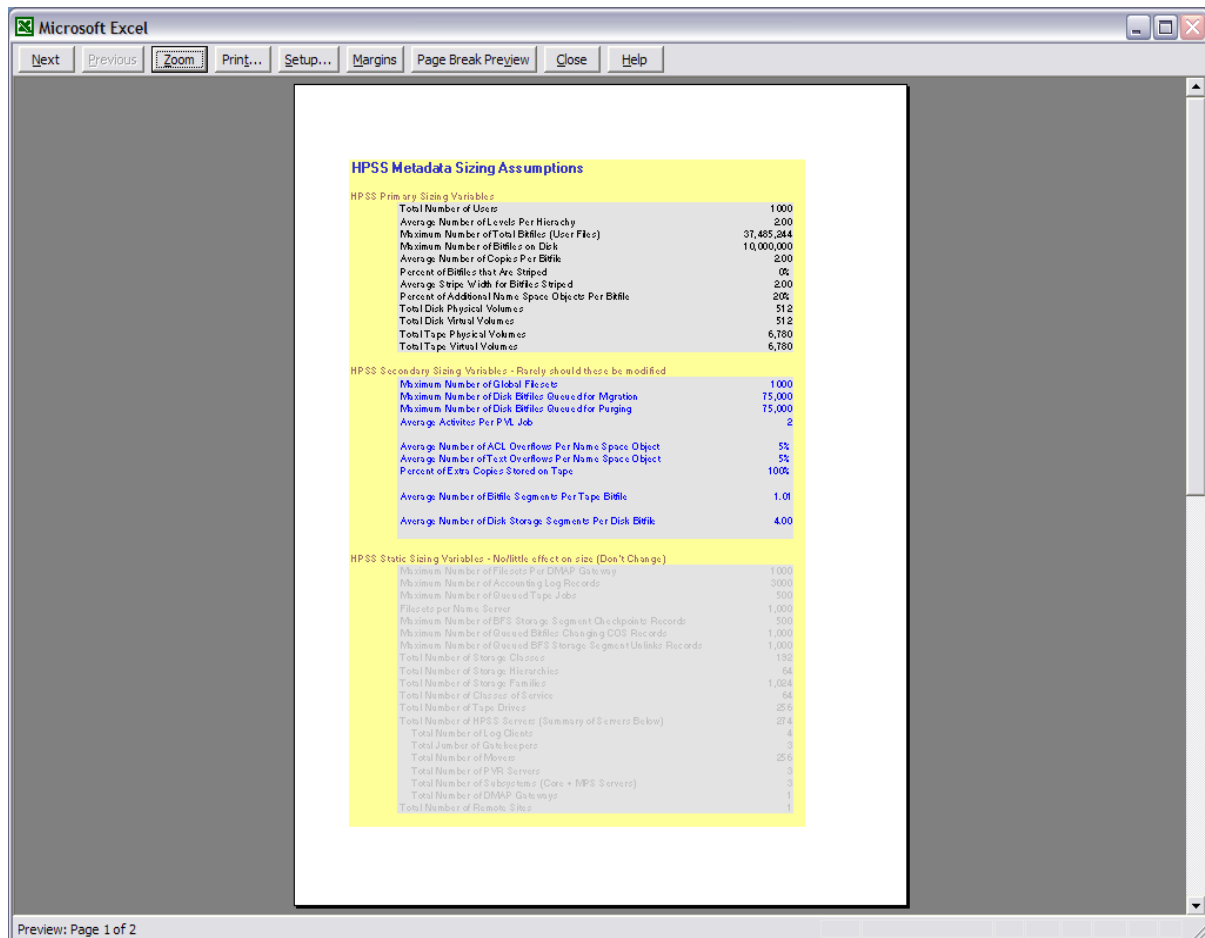 Microsoft Excel
Next Previous Zoom Print... Setup... Margins Page Break Preview Close Help
HPSS Metadata Sizing Assumptions
HPSS Primary Sizing Variables
Total Number of Users 1000
Average Number of Levels Per Hierachy 2.00
Maximum Number of Total Bitfiles (User Files) 37,485,244
Maximum Number of Bitfiles on Disk 10,000,000
Average Number of Copies Per Bitfile 2.00
Percent of Bitfiles that Are Striped 0%
Average Stripe Width for Bitfiles Striped 2.00
Percent of Additional Name Space Objects Per Bitfile 20%
Total Disk Physical Volumes 512
Total Disk Virtual Volumes 512
Total Tape Physical Volumes 6,780
Total Tape Virtual Volumes 6,780
HPSS Secondary Sizing Variables - Rarely should these be modified
Maximum Number of Global Filesets 1000
Maximum Number of Disk Bitfiles Queued for Migration 75,000
Maximum Number of Disk Bitfiles Queued for Purging 75,000
Average Activites Per PVL Job 2
Average Number of ACL Overflows Per Name Space Object 5%
Average Number of Text Overflows Per Name Space Object 5%
Percent of Extra Copies Stored on Tape 100%
Average Number of Bitfile Segments Per Tape Bitfile 1.01
Average Number of Disk Storage Segments Per Disk Bitfile 4.00
HPSS Static Sizing Variables - No/little effect on size (Don't Change)
Maximum Number of Filesets Per DMAP Gateway 1000
Maximum Number of Accounting Log Records 3000
Maximum Number of Queued Tape Jobs 500
Filesets per Name Server 1,000
Maximum Number of BFS Storage Segment Checkpoints Records 500
Maximum Number of Queued Bitfiles Changing COS Records 1,000
Maximum Number of Queued BFS Storage Segment Unlinks Records 1,000
Total Number of Storage Classes 192
Total Number of Storage Hierarchies 64
Total Number of Storage Families 1,024
Total Number of Classes of Service 64
Total Number of Tape Drives 256
Total Number of HPSS Servers (Summary of Servers Below) 274
Total Number of Log Clients 4
Total Jumber of Gatekeepers 3
Total Number of Movers 256
Total Number of PVR Servers 3
Total Number of Subsystems (Core + MPS Servers) 3
Total Number of DMAP Gateways 1
Total Number of Remote Sites 1
Preview: Page 1 of 2